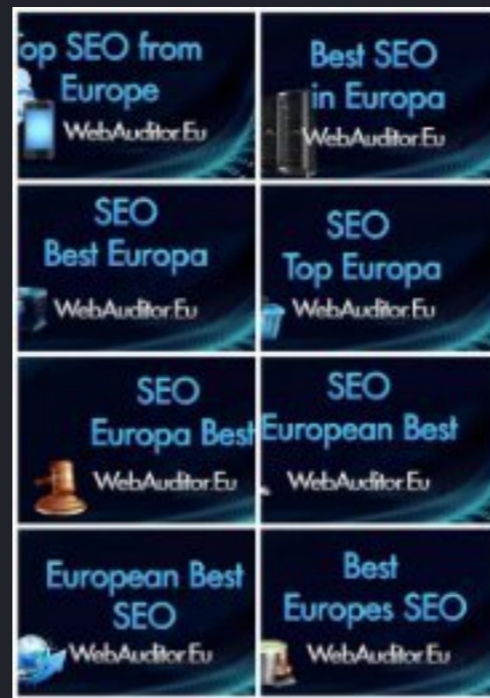 op SEO from
Europe
WebAuditor.Eu
Best SEO
in Europa
WebAuditor.Eu
SEO
Best Europa
WebAuditor.Eu
SEO
Top Europa
WebAuditor.Eu
SEO
Europa Best
WebAuditor.Eu
SEO
European Best
WebAuditor.Eu
European Best
SEO
WebAuditor.Eu
Best
Europes SEO
WebAuditor.Eu